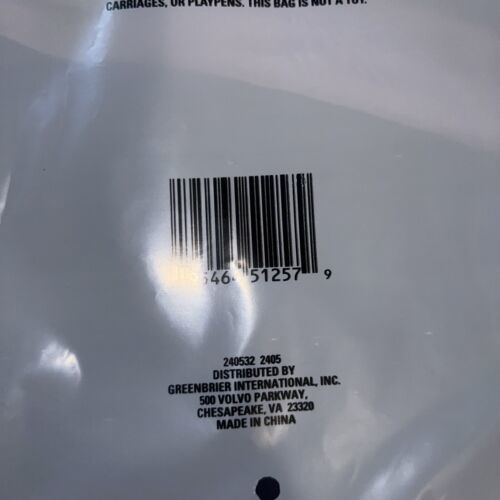 CARRIAGES, OR PLAYPENS. THIS BAG IS NOT A TOY.
51257 9
240532 2405
DISTRIBUTED BY
GREENBRIER INTERNATIONAL, INC.
500 VOLVO PARKWAY,
CHESAPEAKE, VA 23320
MADE IN CHINA